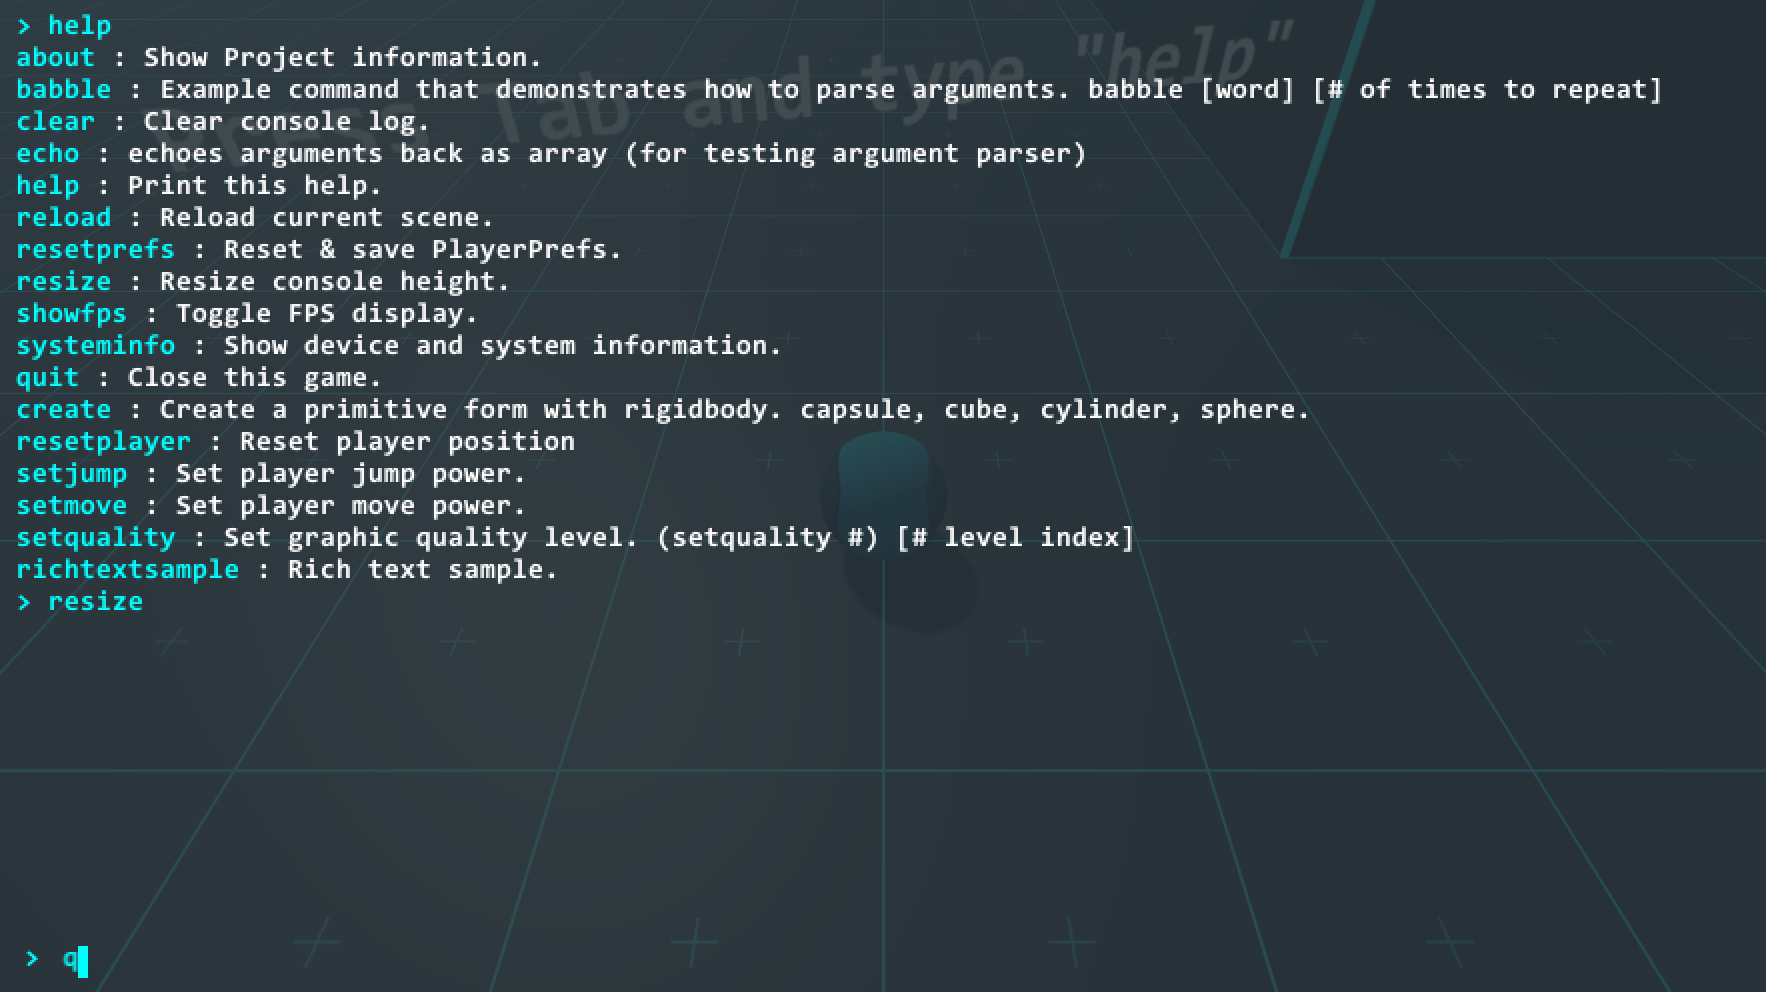 > help
about : Show Project information.
babble : Example command that demonstrates how to parse arguments. babble [word] [# of times to repeat]
clear : Clear console log.
echo : echoes arguments back as array (for testing argument parser)
help : Print this help.
reload : Reload current scene.
resetprefs : Reset & save PlayerPrefs.
resize : Resize console height.
showfps : Toggle FPS display.
systeminfo : Show device and system information.
quit : Close this game.
create : Create a primitive form with rigidbody. capsule, cube, cylinder, sphere.
resetplayer : Reset player position
setjump : Set player jump power.
setmove : Set player move power.
setquality : Set graphic quality level. (setquality #) [# level index]
richtextsample : Rich text sample.
> resize
> q
Press Tab and type "help"